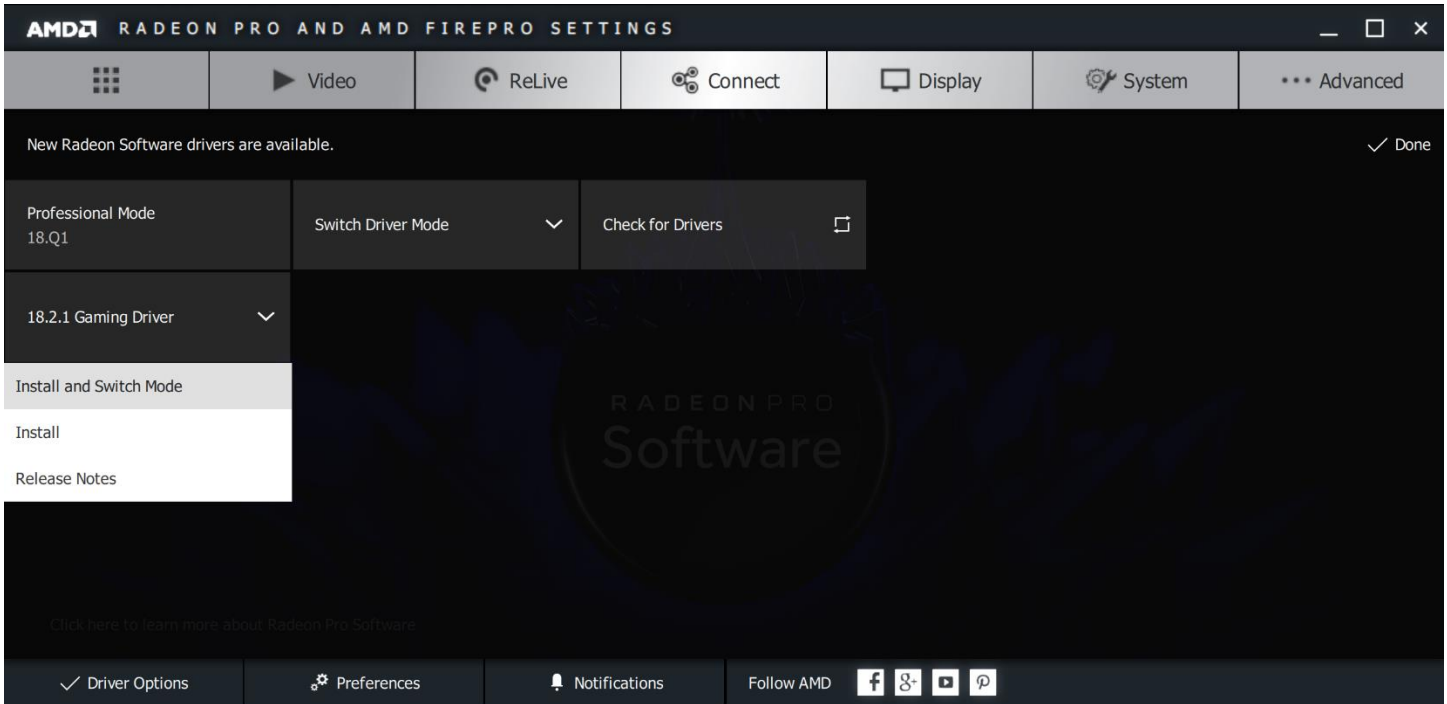 AMD RADEON PRO AND AMD FIREPRO SETTINGS
Video ReLive Connect Display System Advanced
New Radeon Software drivers are available. Done
Professional Mode
18.Q1
Switch Driver Mode
Check for Drivers
18.2.1 Gaming Driver
Install and Switch Mode
Install
Release Notes
RADEON PRO
Software
Click here to learn more about Radeon Pro Software
Driver Options Preferences Notifications Follow AMD f g+